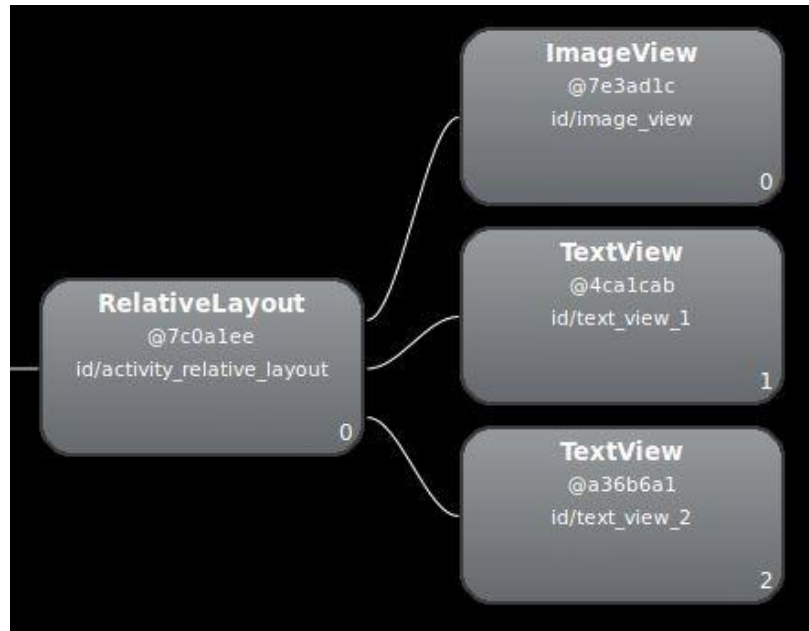 ImageView
@7e3ad1c
id/image_view
0
TextView
@4ca1cab
id/text_view_1
1
RelativeLayout
@7c0a1ee
id/activity_relative_layout
0
TextView
@a36b6a1
id/text_view_2
2